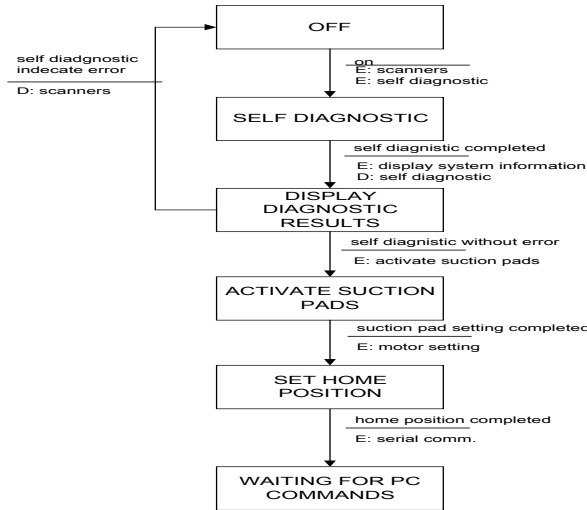 OFF
self diadgnostic
indecate error
D: scanners
on
E: scanners
E: self diagnostic
SELF DIAGNOSTIC
self diagnistic completed
E: display system information
D: self diagnostic
DISPLAY
DIAGNOSTIC
RESULTS
self diagnistic without error
E: activate suction pads
ACTIVATE SUCTION
PADS
suction pad setting completed
E: motor setting
SET HOME
POSITION
home position completed
E: serial comm.
WAITING FOR PC
COMMANDS